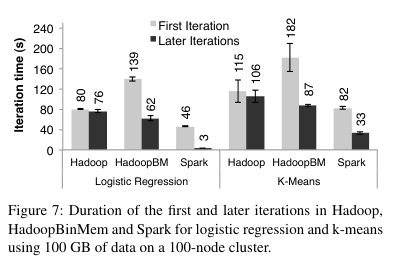 240
200
160
120
80
40
0
Iteration time (s)
First Iteration
Later Iterations
80
76
139
62
46
3
115
106
182
87
82
33
Hadoop HadoopBM Spark Hadoop HadoopBM Spark
Logistic Regression K-Means
Figure 7: Duration of the first and later iterations in Hadoop,
HadoopBinMem and Spark for logistic regression and k-means
using 100 GB of data on a 100-node cluster.